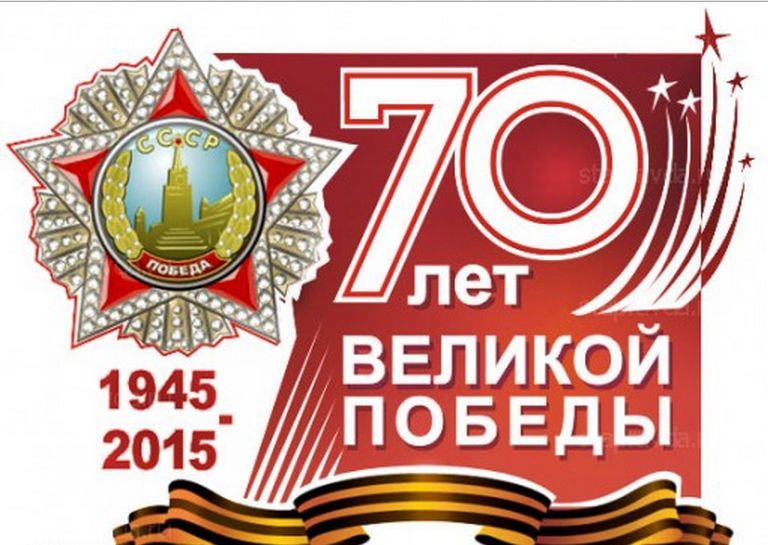 СССР
ПОБЕДА
70
лет
ВЕЛИКОЙ
ПОБЕДЫ
1945-
2015